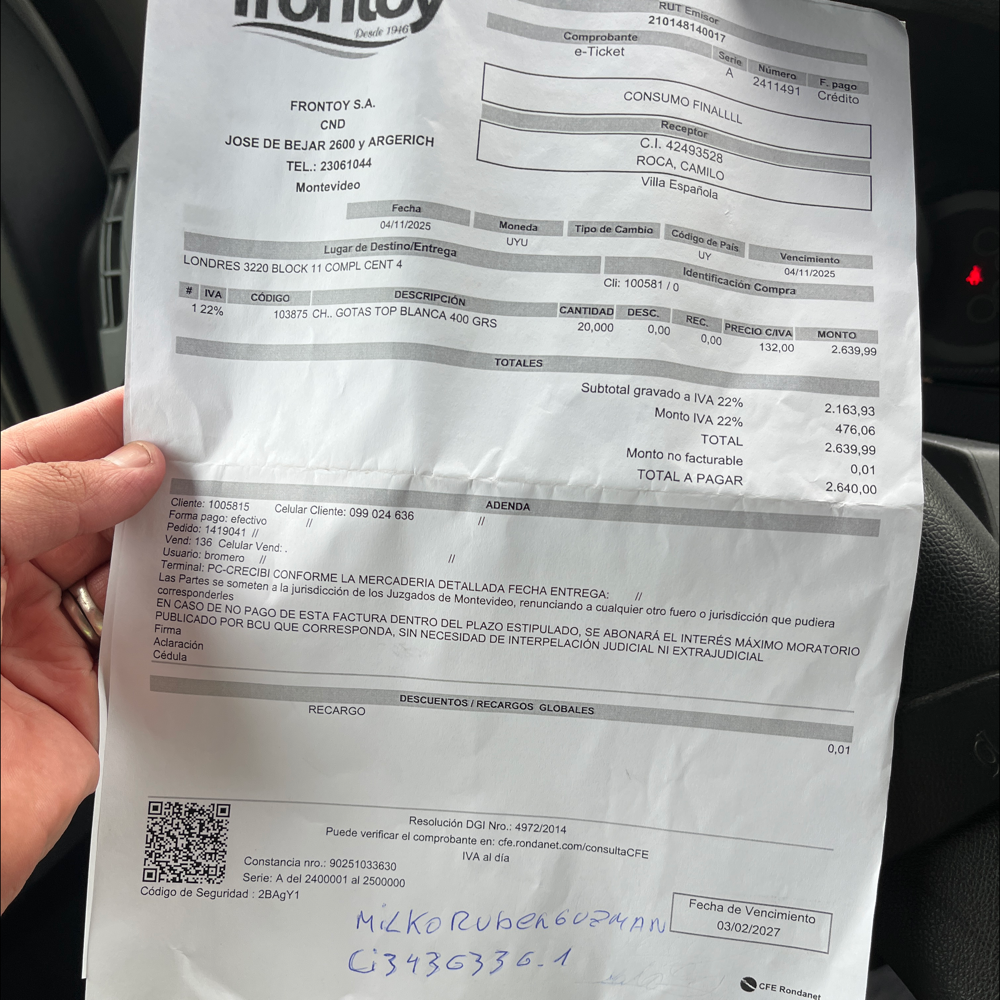 frontoy
Desde 1946
FRONTOY S.A.
CND
JOSE DE BEJAR 2600 y ARGERICH
TEL.: 23061044
Montevideo
RUT Emisor
210148140017
Comprobante
e-Ticket
Serie Número F. pago
A 2411491 Crédito
CONSUMO FINALLLL
Receptor
C.I. 42493528
ROCA, CAMILO
Villa Española
Fecha Moneda Tipo de Cambio Código de País Vencimiento
04/11/2025 UYU UY 04/11/2025
Lugar de Destino/Entrega Identificación Compra
LONDRES 3220 BLOCK 11 COMPL CENT 4 Cli: 100581 / 0
# IVA CÓDIGO DESCRIPCIÓN CANTIDAD DESC. REC. PRECIO C/IVA MONTO
1 22% 103875 CH.. GOTAS TOP BLANCA 400 GRS 20,000 0,00 0,00 132,00 2.639,99
TOTALES
Subtotal gravado a IVA 22% 2.163,93
Monto IVA 22% 476,06
TOTAL 2.639,99
Monto no facturable 0,01
TOTAL A PAGAR 2.640,00
ADENDA
Cliente: 1005815 Celular Cliente: 099 024 636 //
Forma pago: efectivo //
Pedido: 1419041 //
Vend: 136 Celular Vend: . //
Usuario: bromero //
Terminal: PC-CRECIBI CONFORME LA MERCADERIA DETALLADA FECHA ENTREGA: //
Las Partes se someten a la jurisdicción de los Juzgados de Montevideo, renunciando a cualquier otro fuero o jurisdicción que pudiera
corresponderles
EN CASO DE NO PAGO DE ESTA FACTURA DENTRO DEL PLAZO ESTIPULADO, SE ABONARÁ EL INTERÉS MÁXIMO MORATORIO
PUBLICADO POR BCU QUE CORRESPONDA, SIN NECESIDAD DE INTERPELACIÓN JUDICIAL NI EXTRAJUDICIAL
Firma
Aclaración
Cédula
DESCUENTOS / RECARGOS GLOBALES
RECARGO 0,01
Resolución DGI Nro.: 4972/2014
Puede verificar el comprobante en: cfe.rondanet.com/consultaCFE
IVA al día
Constancia nro.: 90251033630
Serie: A del 2400001 al 2500000
Código de Seguridad : 2BAgY1
Fecha de Vencimiento
03/02/2027
MiLKO RUbEn GUZMAN
Ci 3436336-1
CFE Rondanet